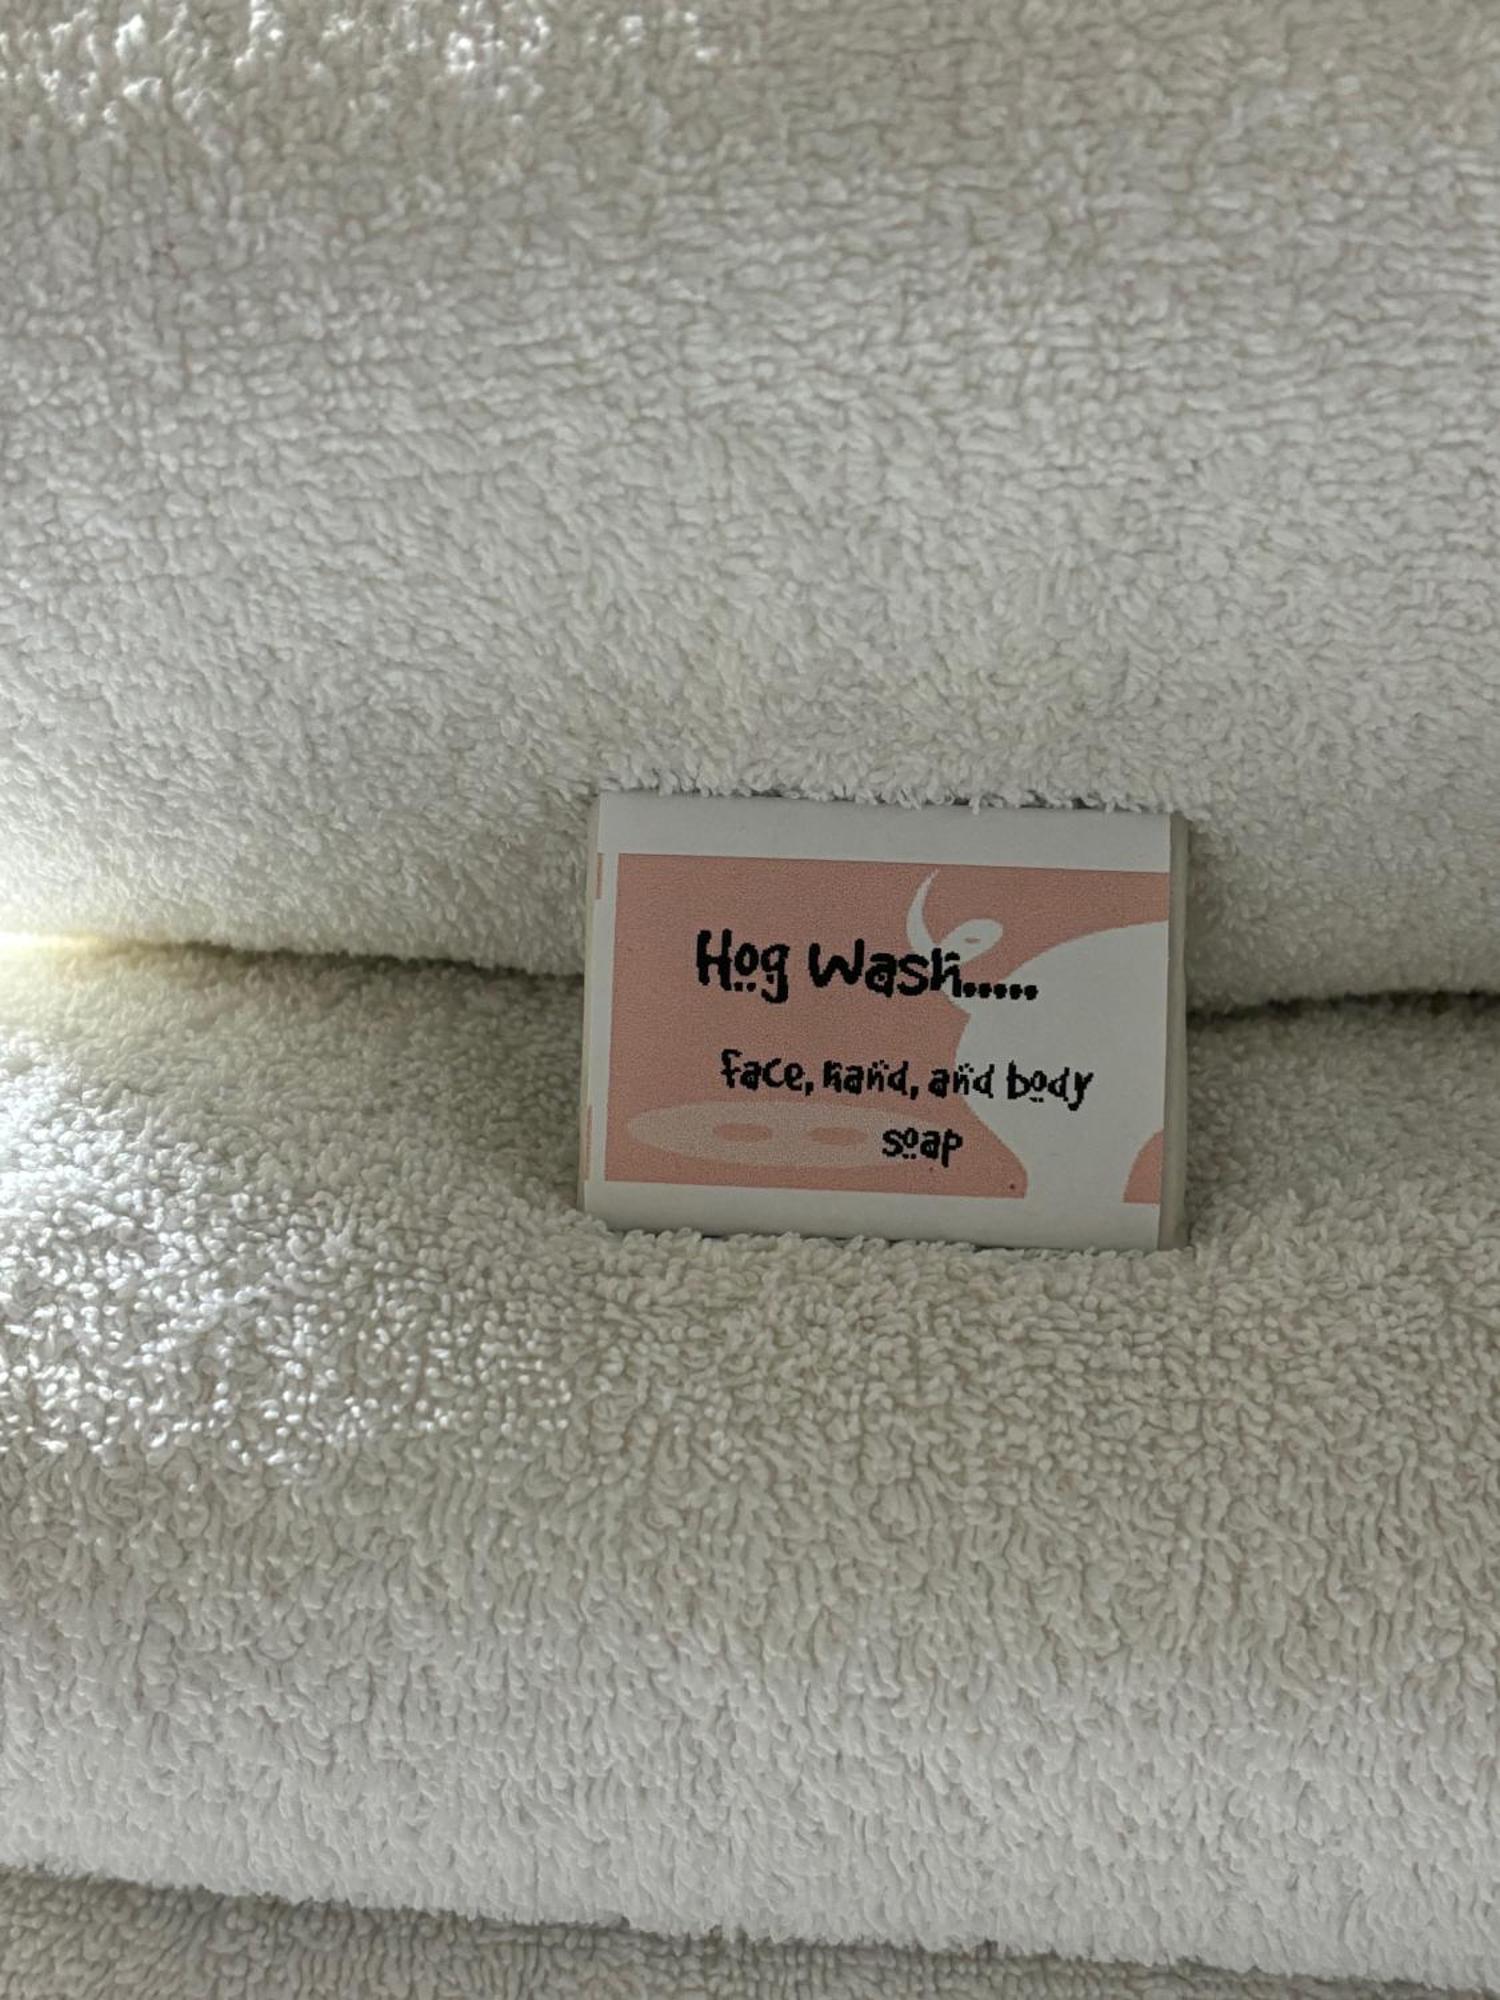 Hog Wash.....
face, hand, and body
soap